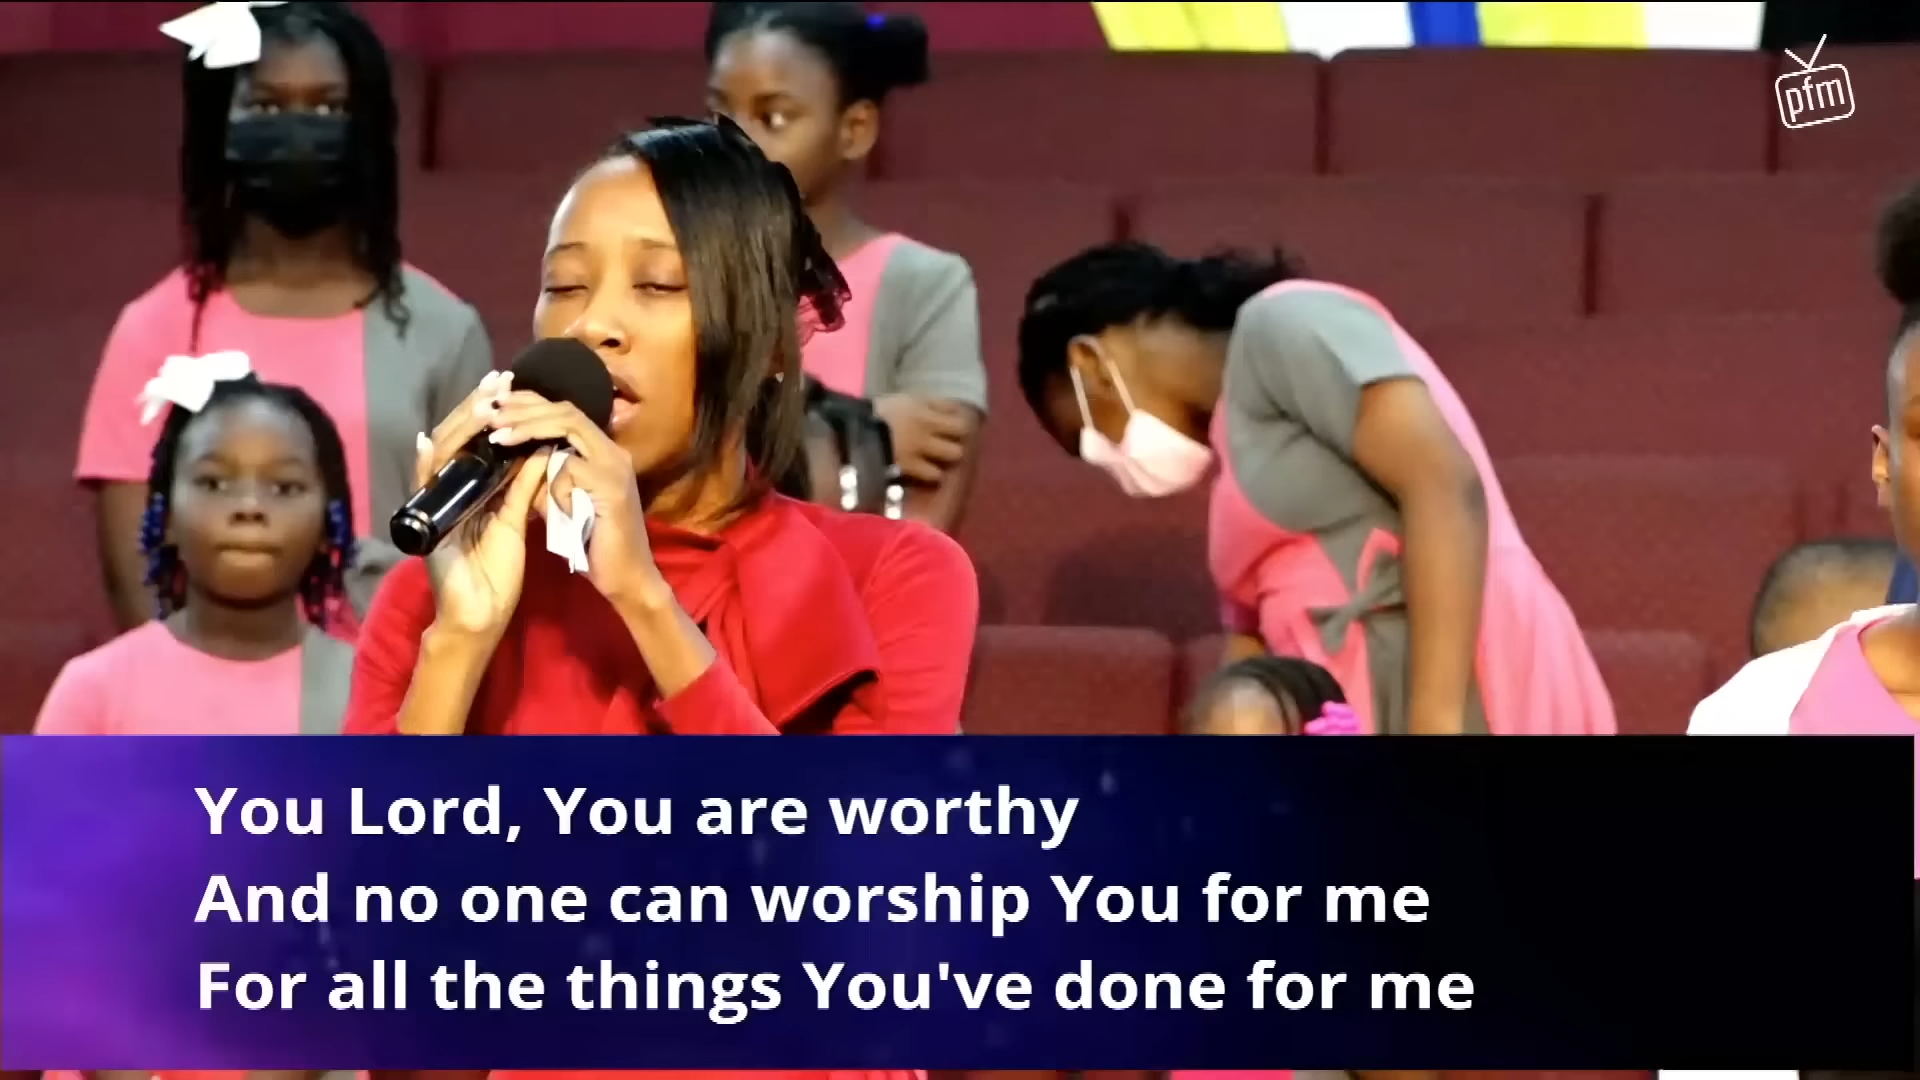 pfm
You Lord, You are worthy
And no one can worship You for me
For all the things You've done for me